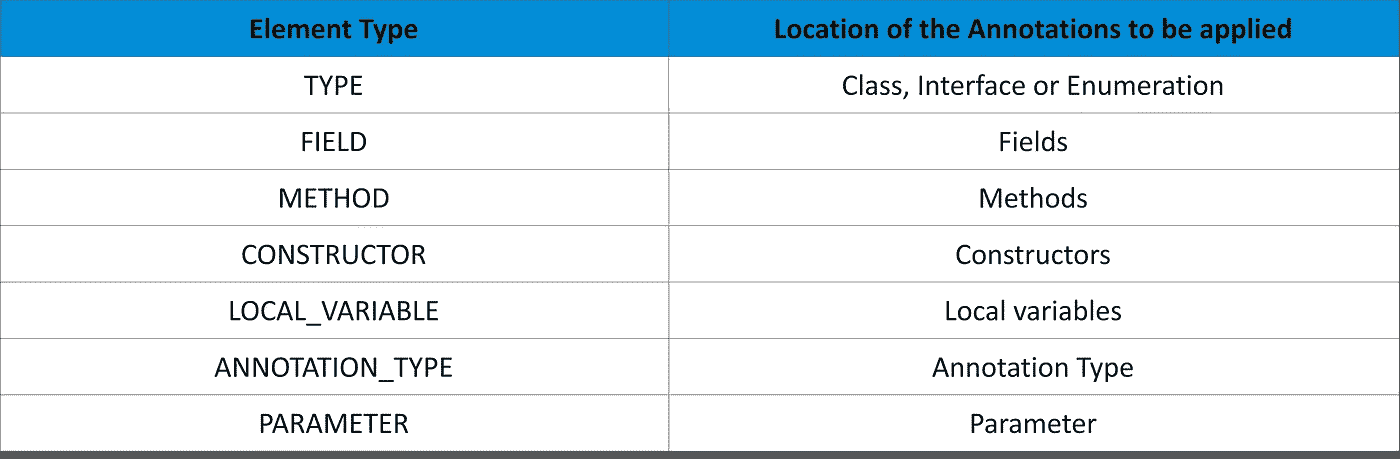 Element Type Location of the Annotations to be applied
TYPE Class, Interface or Enumeration
FIELD Fields
METHOD Methods
CONSTRUCTOR Constructors
LOCAL_VARIABLE Local variables
ANNOTATION_TYPE Annotation Type
PARAMETER Parameter